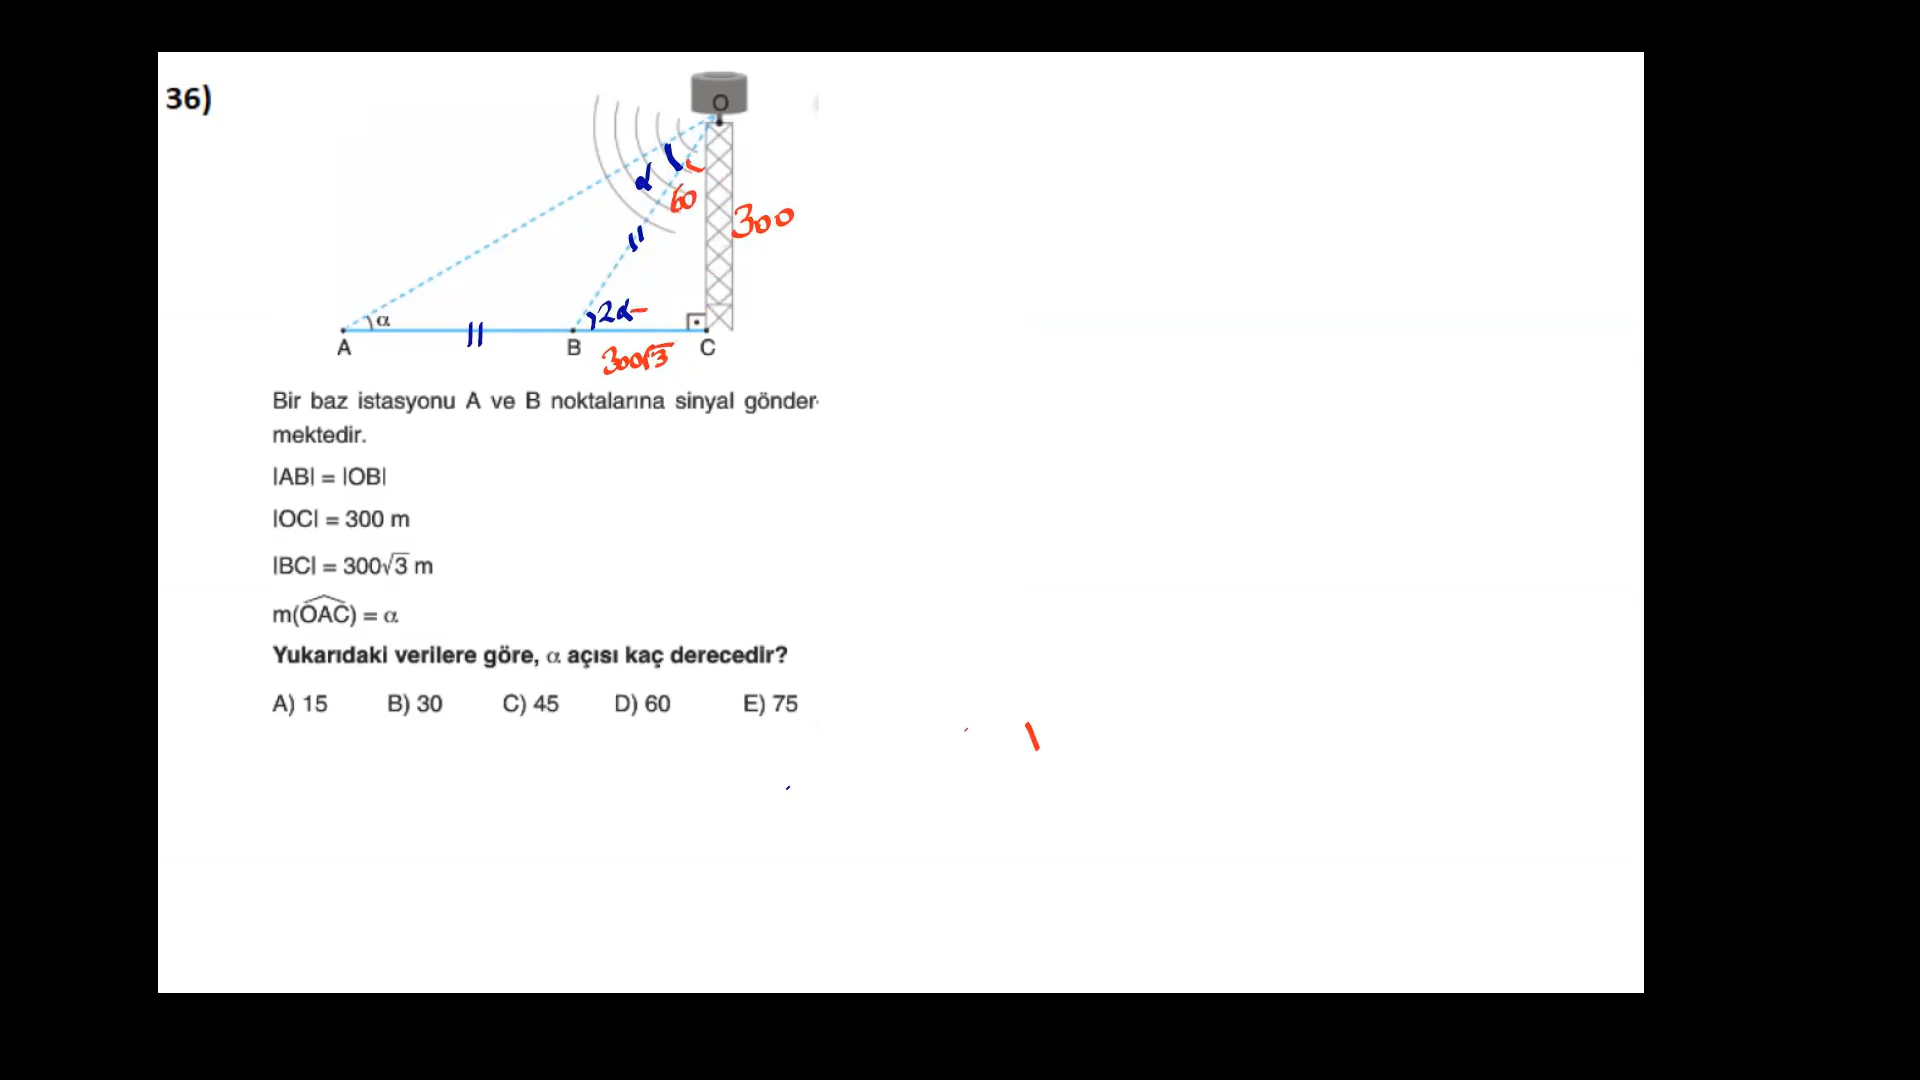 36)
O
α
60
300
2α
α
A
B
C
300√3
Bir baz istasyonu A ve B noktalarına sinyal gönder-
mektedir.
|AB| = |OB|
|OC| = 300 m
|BC| = 300√3 m
m(OAC) = α
Yukarıdaki verilere göre, α açısı kaç derecedir?
A) 15 B) 30 C) 45 D) 60 E) 75